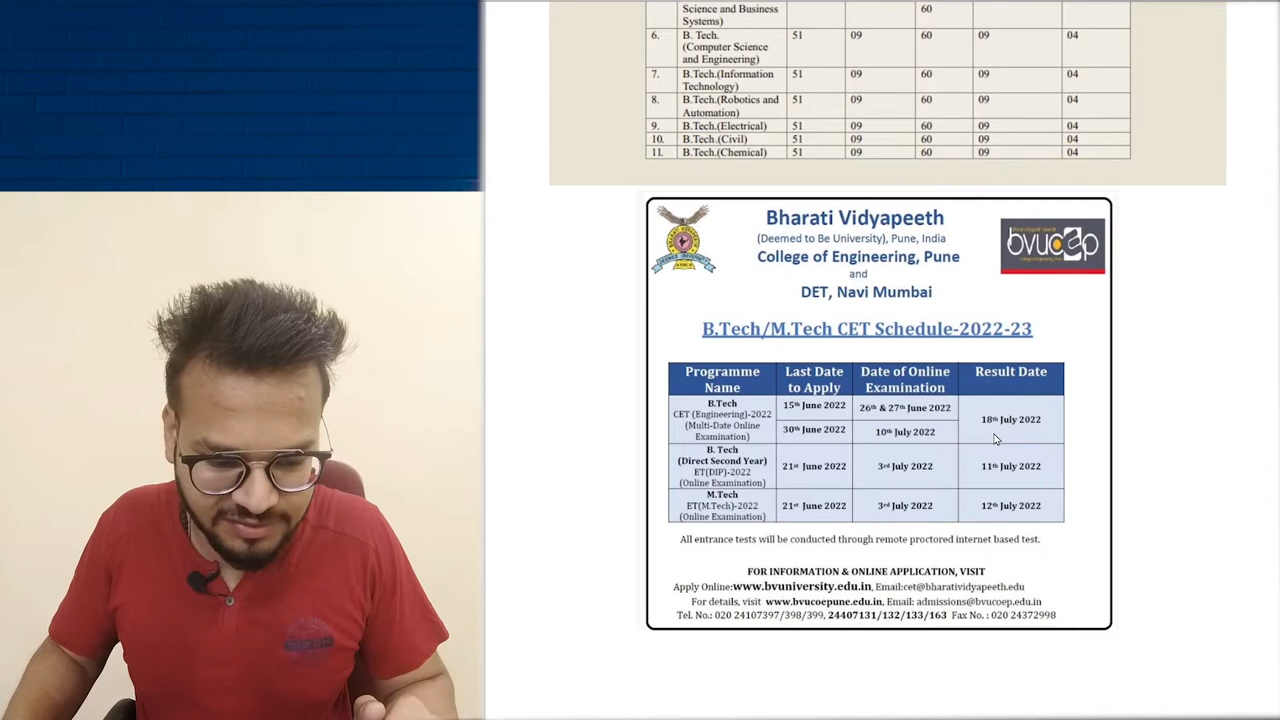 Science and Business 60
Systems)
6. B. Tech. 51 09 60 09 04
(Computer Science
and Engineering)
7. B.Tech.(Information 51 09 60 09 04
Technology)
8. B.Tech.(Robotics and 51 09 60 09 04
Automation)
9. B.Tech.(Electrical) 51 09 60 09 04
10. B.Tech.(Civil) 51 09 60 09 04
11. B.Tech.(Chemical) 51 09 60 09 04
Bharati Vidyapeeth
(Deemed to Be University), Pune, India
College of Engineering, Pune
and
DET, Navi Mumbai
bvucoep
B.Tech/M.Tech CET Schedule-2022-23
Programme Name Last Date to Apply Date of Online Examination Result Date
B.Tech
CET (Engineering)-2022
(Multi-Date Online
Examination)
15th June 2022 26th & 27th June 2022
30th June 2022 10th July 2022
18th July 2022
B. Tech
(Direct Second Year)
ET(DIP)-2022
(Online Examination)
21st June 2022 3rd July 2022 11th July 2022
M.Tech
ET(M.Tech)-2022
(Online Examination)
21st June 2022 3rd July 2022 12th July 2022
All entrance tests will be conducted through remote proctored internet based test.
FOR INFORMATION & ONLINE APPLICATION, VISIT
Apply Online:www.bvuniversity.edu.in, Email:cet@bharatividyapeeth.edu
For details, visit www.bvucoepune.edu.in, Email: admissions@bvucoep.edu.in
Tel. No.: 020 24107397/398/399, 24407131/132/133/163 Fax No. : 020 24372998